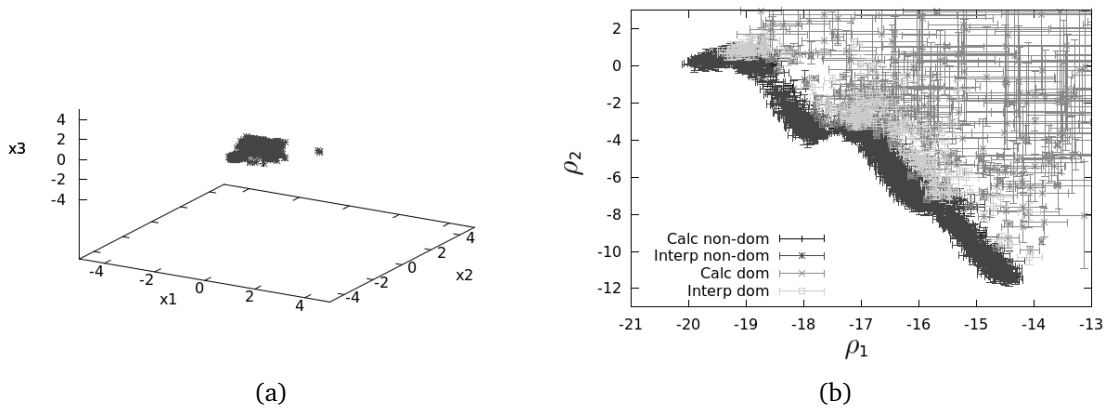 4
2
x3
0
-2
-4
4
2
x2
0
-2
-4
-4
-2
0
x1
2
4
(a)
2
0
-2
-4
ρ2
-6
-8
-10
-12
Calc non-dom
Interp non-dom
Calc dom
Interp dom
-21 -20 -19 -18 -17 -16 -15 -14 -13
ρ1
(b)